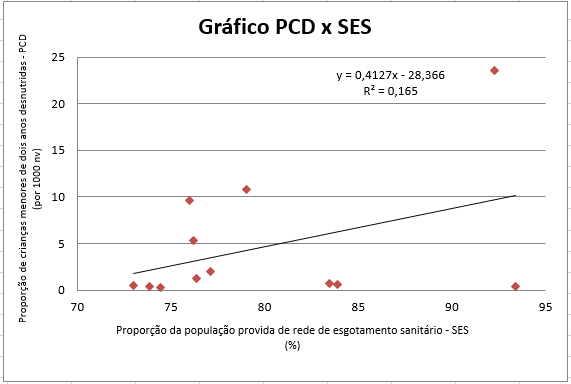 Gráfico PCD x SES
Proporção de crianças menores de dois anos desnutridas - PCD
(por 1000 nv)
25
20
15
10
5
0
y = 0,4127x - 28,366
R² = 0,165
70 75 80 85 90 95
Proporção da população provida de rede de esgotamento sanitário - SES
(%)